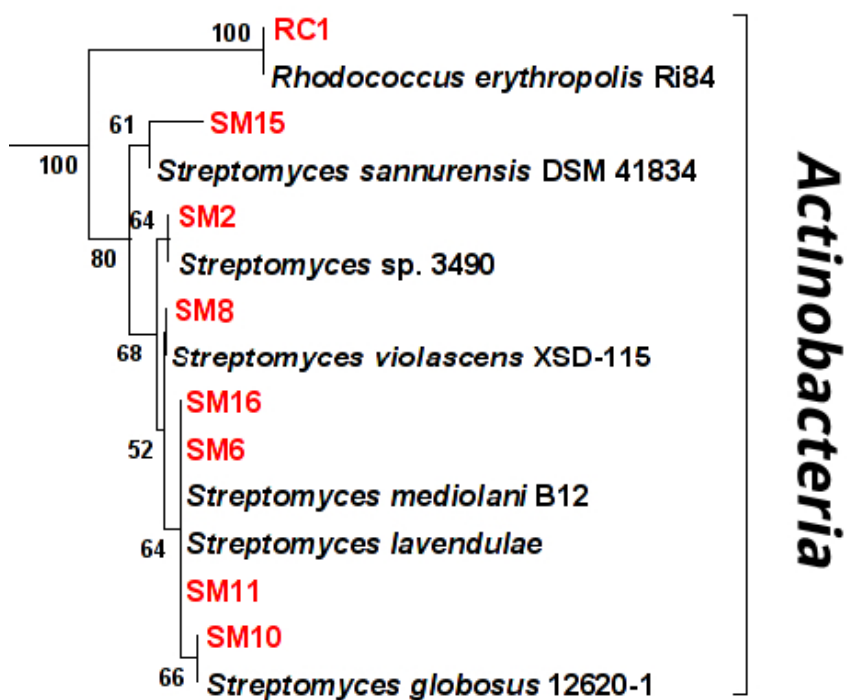 100
RC1
Rhodococcus erythropolis Ri84
61
SM15
100
Streptomyces sannurensis DSM 41834
64
SM2
80
Streptomyces sp. 3490
SM8
68
Streptomyces violascens XSD-115
SM16
52
SM6
Streptomyces mediolani B12
64
Streptomyces lavendulae
SM11
SM10
66
Streptomyces globosus 12620-1
Actinobacteria